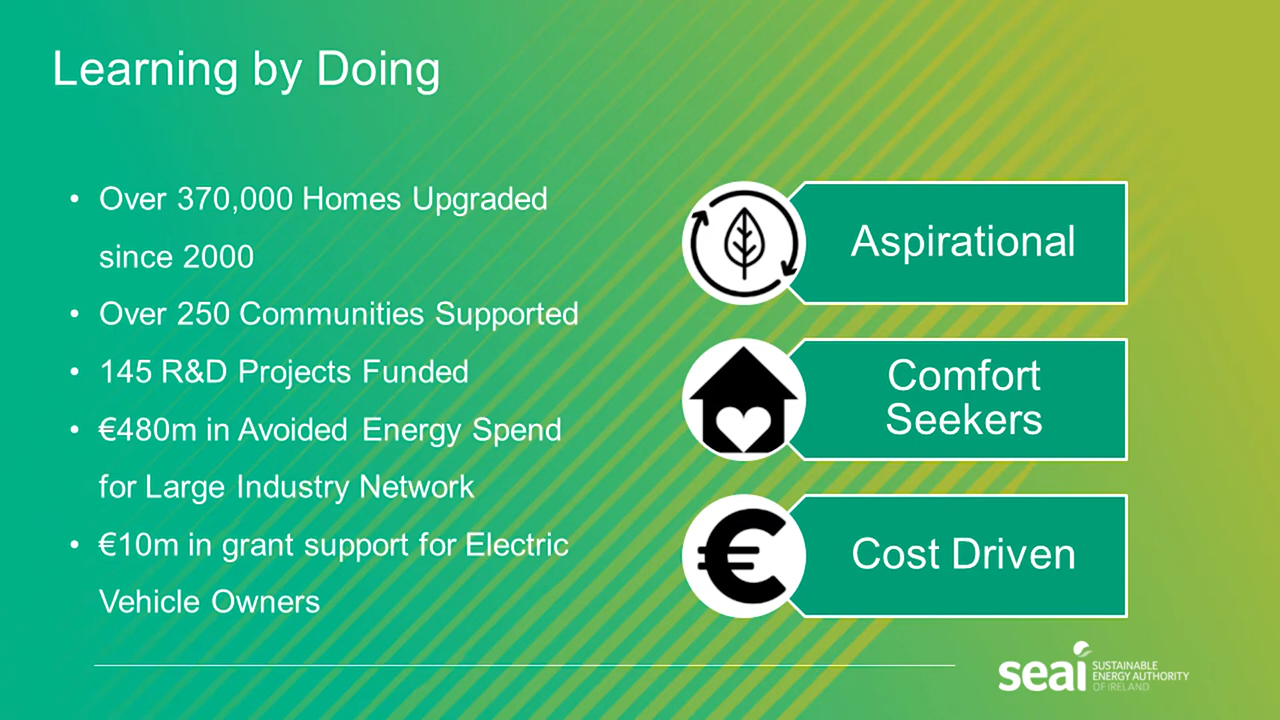 Learning by Doing
• Over 370,000 Homes Upgraded
since 2000
• Over 250 Communities Supported
• 145 R&D Projects Funded
• €480m in Avoided Energy Spend
for Large Industry Network
• €10m in grant support for Electric
Vehicle Owners
Aspirational
Comfort
Seekers
€
Cost Driven
seai
SUSTAINABLE
ENERGY AUTHORITY
OF IRELAND